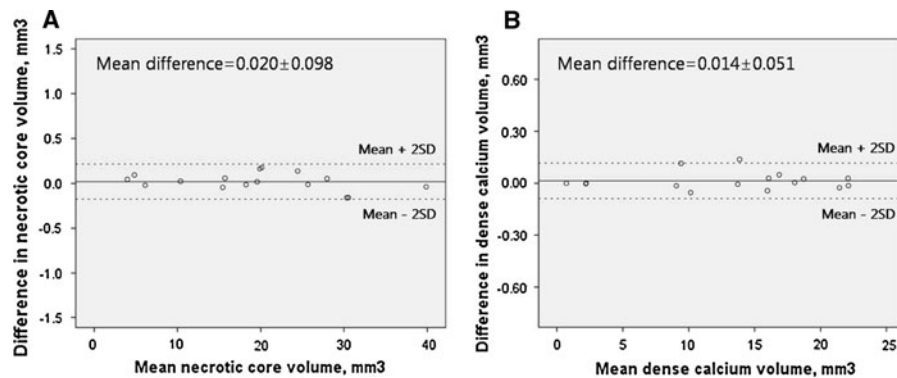 A
Difference in necrotic core volume, mm3
1.5
1.0
0.5
0.0
-0.5
-1.0
-1.5
Mean difference=0.020±0.098
Mean + 2SD
Mean - 2SD
0 10 20 30 40
Mean necrotic core volume, mm3
B
Difference in dense calcium volume, mm3
0.60
0.30
0.00
-0.30
-0.60
Mean difference=0.014±0.051
Mean + 2SD
Mean - 2SD
0 5 10 15 20 25
Mean dense calcium volume, mm3